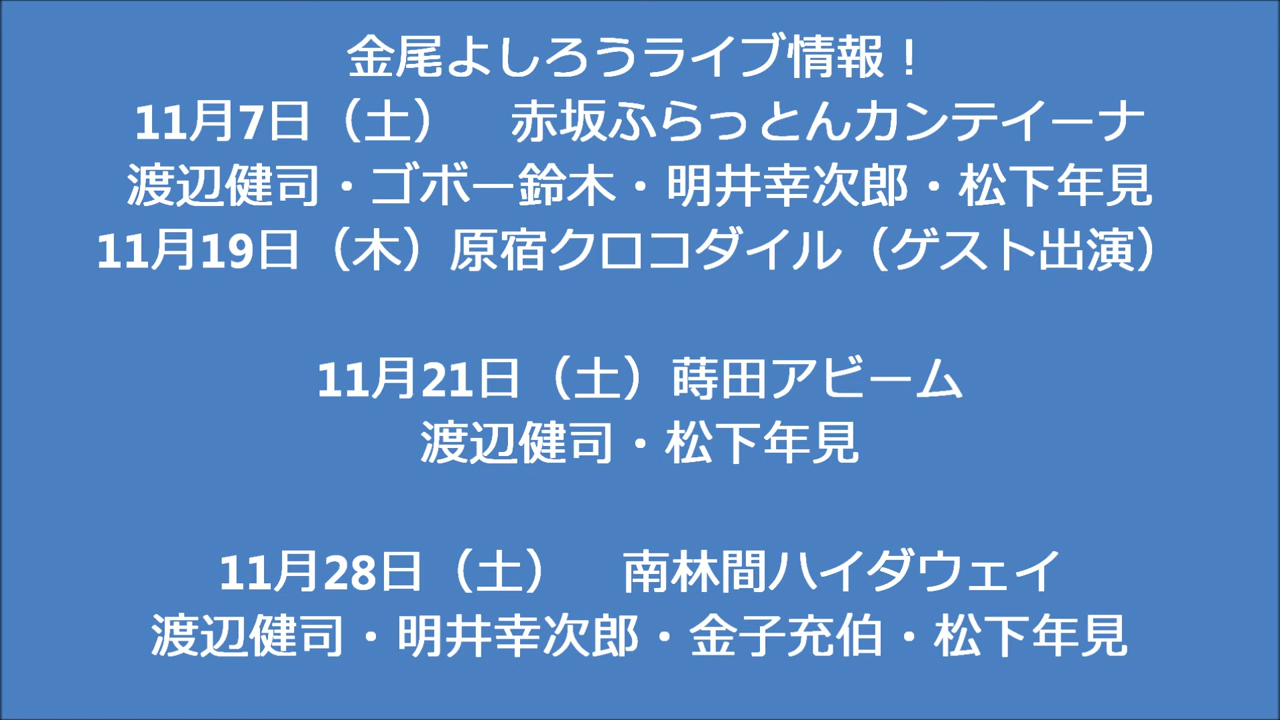 金尾よしろうライブ情報！
11月7日（土）　赤坂ふらっとんカンテイーナ
渡辺健司・ゴボー鈴木・明井幸次郎・松下年見
11月19日（木）原宿クロコダイル（ゲスト出演）
11月21日（土）蒔田アビーム
渡辺健司・松下年見
11月28日（土）　南林間ハイダウェイ
渡辺健司・明井幸次郎・金子充伯・松下年見